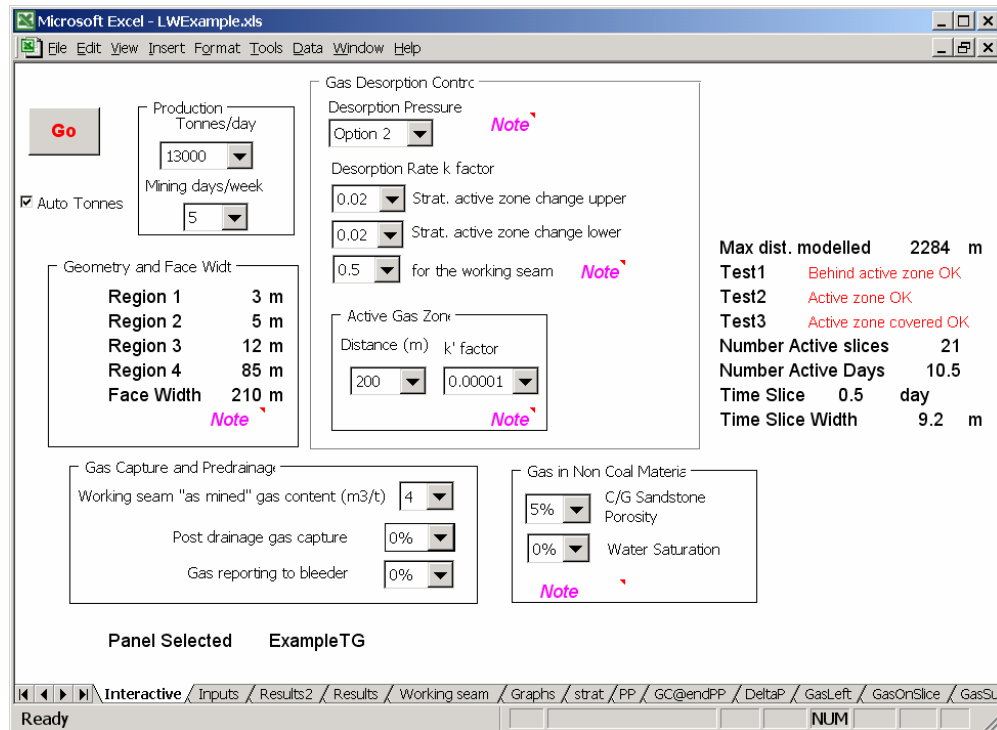 Microsoft Excel - LWExample.xls
File Edit View Insert Format Tools Data Window Help
Go
Auto Tonnes
Production
Tonnes/day
13000
Mining days/week
5
Gas Desorption Contrc
Desorption Pressure
Option 2
Note
Desorption Rate k factor
0.02 Strat. active zone change upper
0.02 Strat. active zone change lower
0.5 for the working seam Note
Active Gas Zone
Distance (m) k' factor
200 0.00001
Note
Geometry and Face Widt
Region 1 3 m
Region 2 5 m
Region 3 12 m
Region 4 85 m
Face Width 210 m
Note
Max dist. modelled 2284 m
Test1 Behind active zone OK
Test2 Active zone OK
Test3 Active zone covered OK
Number Active slices 21
Number Active Days 10.5
Time Slice 0.5 day
Time Slice Width 9.2 m
Gas Capture and Predrainage
Working seam "as mined" gas content (m3/t) 4
Post drainage gas capture 0%
Gas reporting to bleeder 0%
Gas in Non Coal Materia
5% C/G Sandstone
Porosity
0% Water Saturation
Note
Panel Selected ExampleTG
Interactive Inputs Results2 Results Working seam Graphs strat PP GC@endPP DeltaP GasLeft GasOnSlice GasSu
Ready NUM